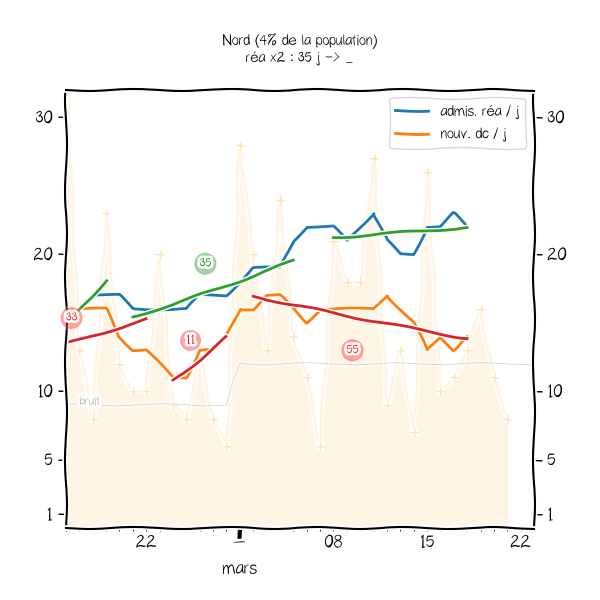 Nord (4% de la population)
réa x2 : 35 j -> _
admis. réa / j
nouv. dc / j
30 30
20 20
10 10
5 5
1 1
33
35
11
55
bruit
22 1 08 15 22
mars